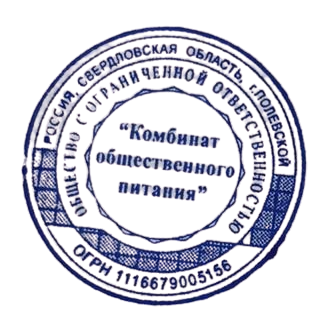 РОССИЯ, СВЕРДЛОВСКАЯ ОБЛАСТЬ, г.ПОЛЕВСКОЙ
ОБЩЕСТВО С ОГРАНИЧЕННОЙ ОТВЕТСТВЕННОСТЬЮ
“Комбинат
общественного
питания”
ОГРН 1116679005156